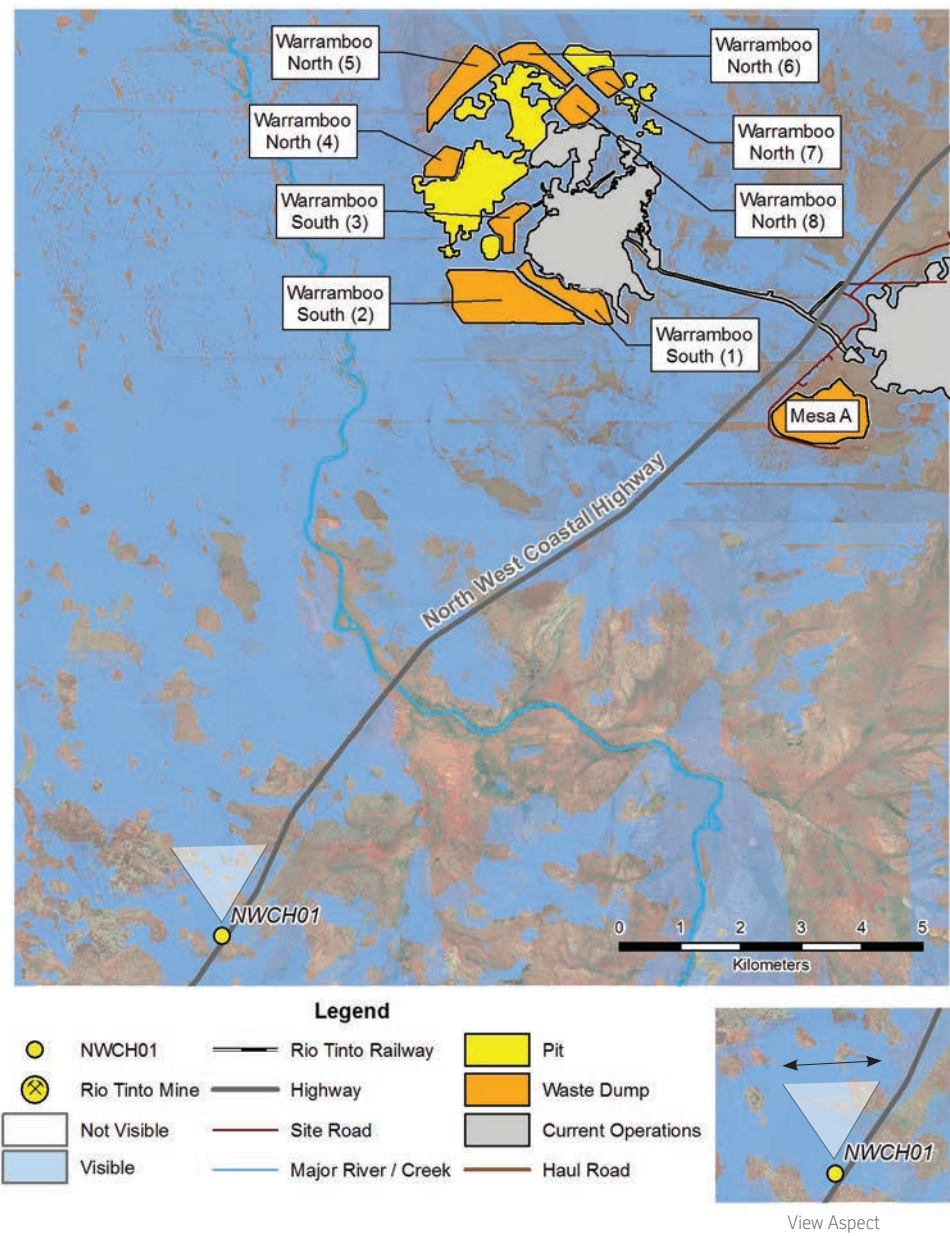 Warramboo
North (5)
Warramboo
North (6)
Warramboo
North (4)
Warramboo
North (7)
Warramboo
South (3)
Warramboo
North (8)
Warramboo
South (2)
Warramboo
South (1)
Mesa A
North West Coastal Highway
NWCH01
0 1 2 3 4 5
Kilometers
Legend
NWCH01
Rio Tinto Mine
Not Visible
Visible
Rio Tinto Railway
Highway
Site Road
Major River / Creek
Pit
Waste Dump
Current Operations
Haul Road
NWCH01
View Aspect